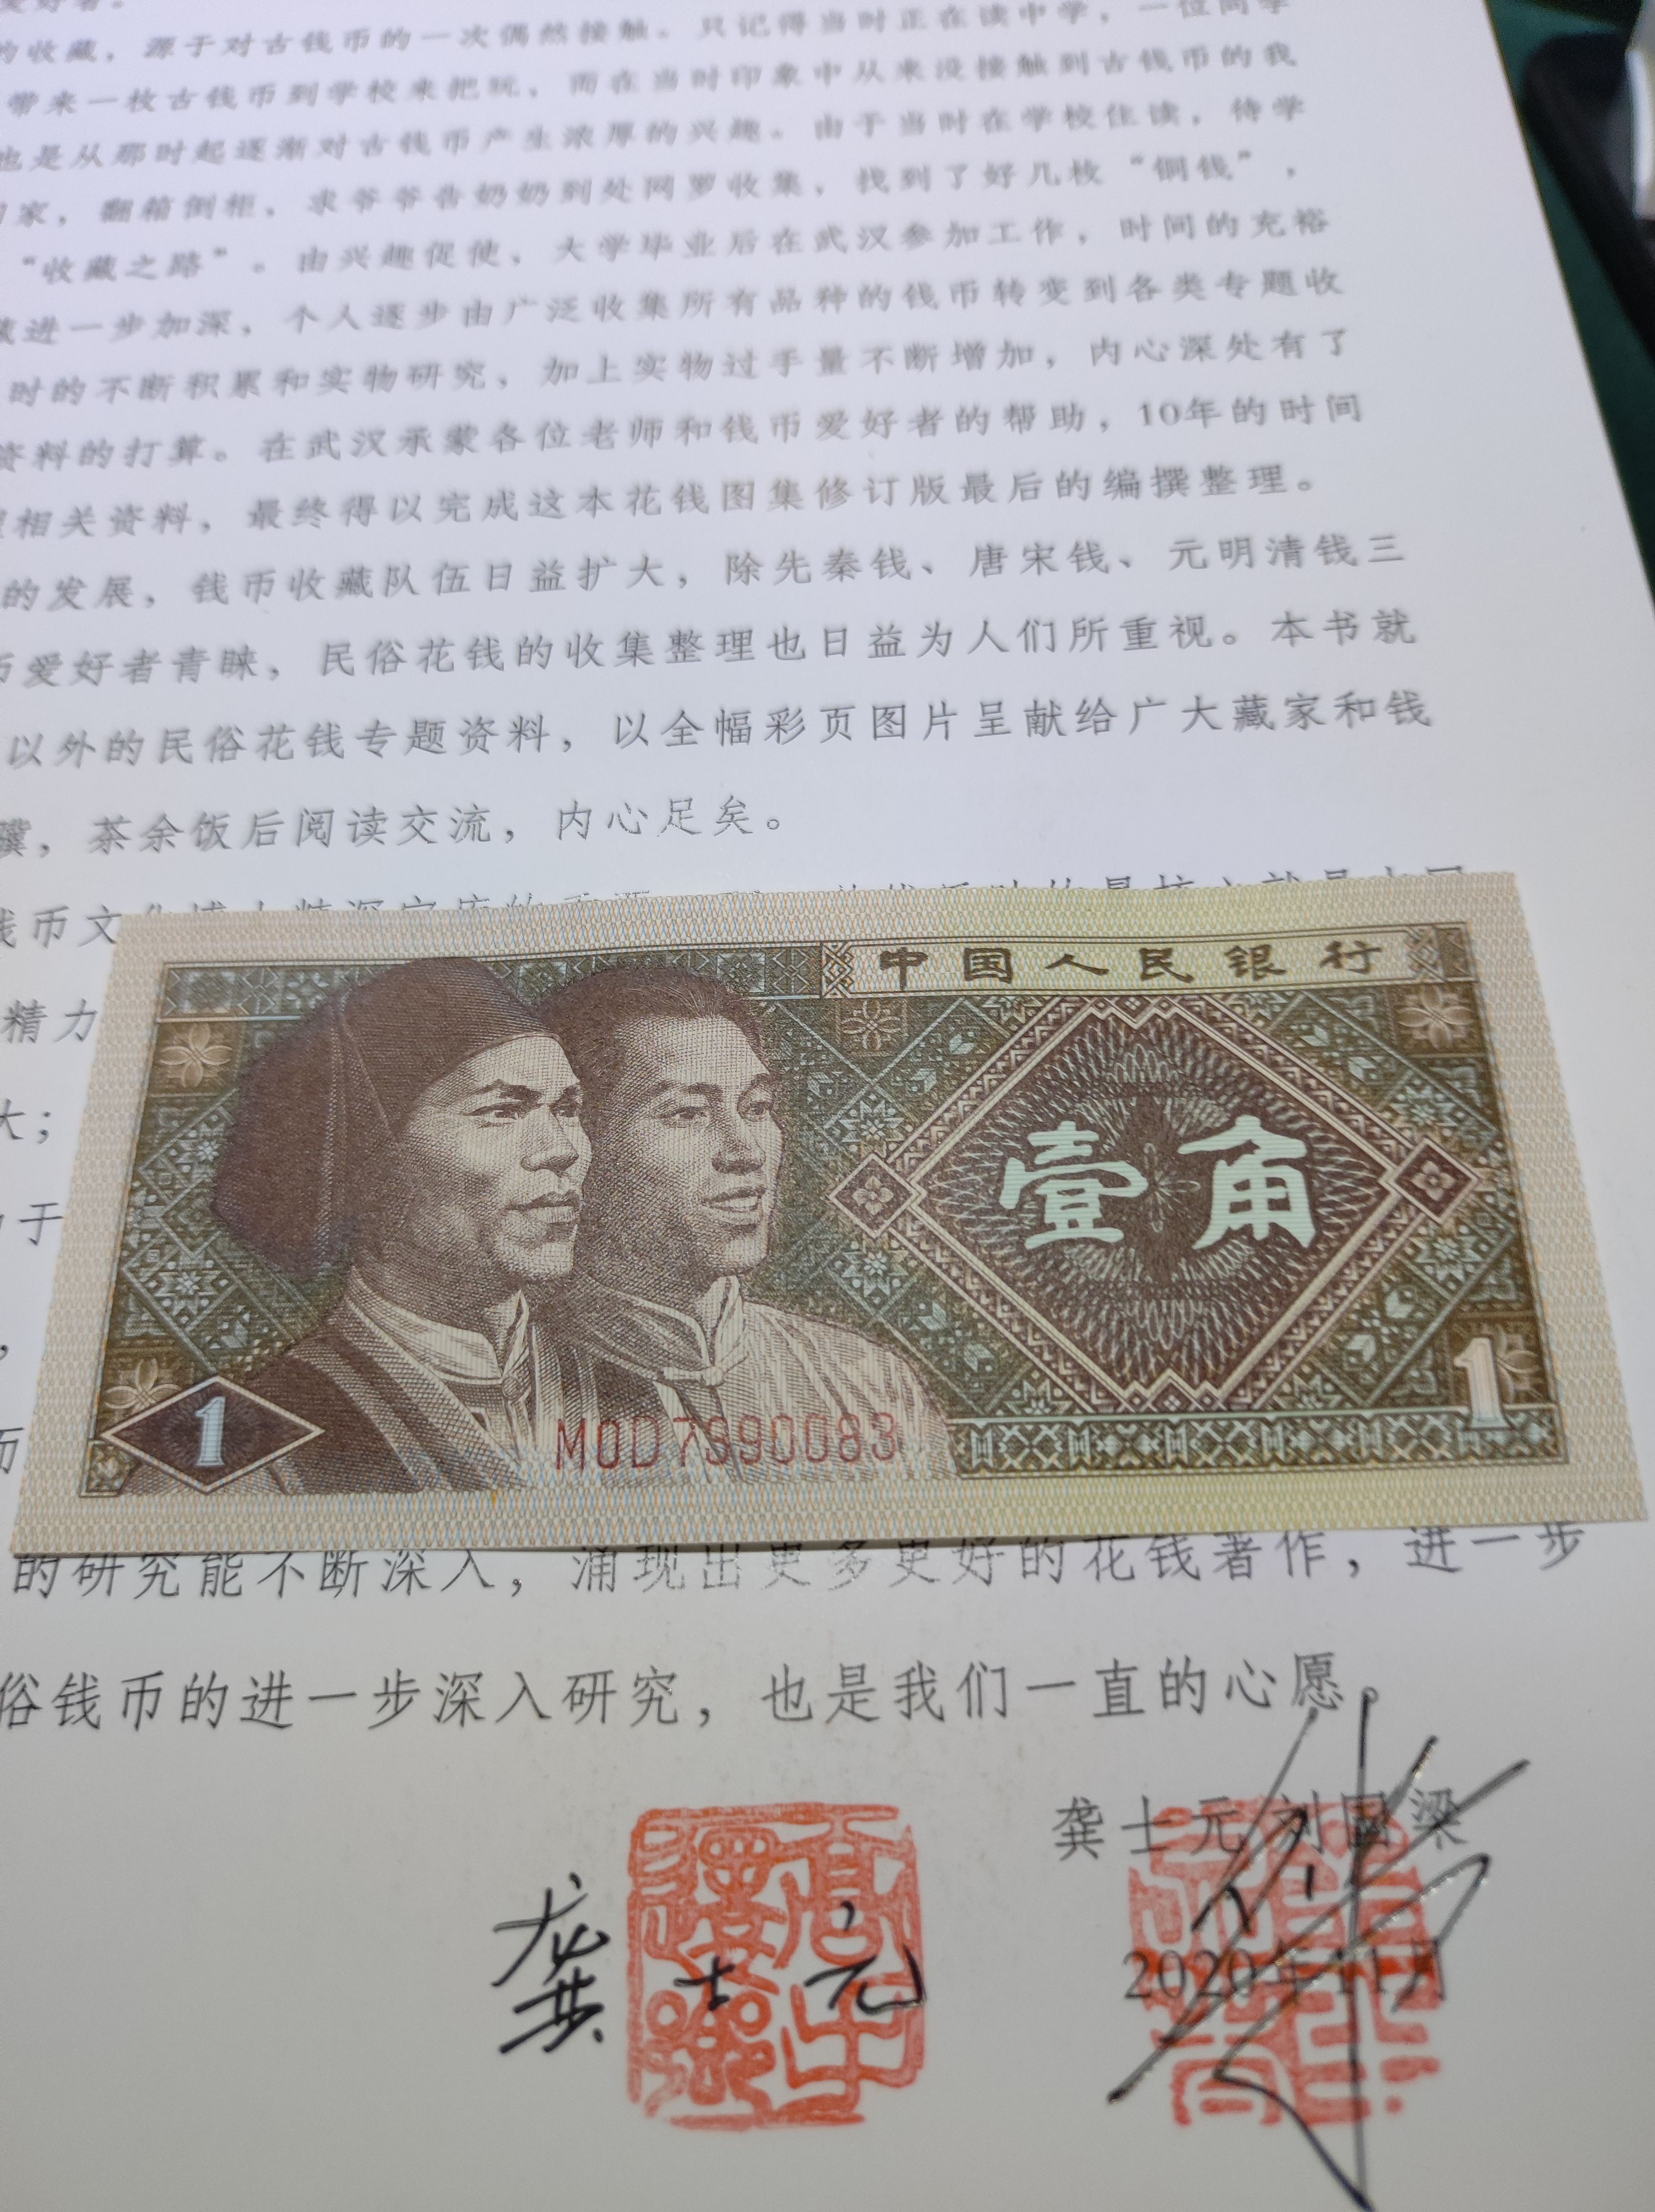 的收藏，源于对古钱币的一次偶然接触。只记得当时正在读中学，一位同学
带来一枚古钱币到学校来把玩，而在当时印象中从来没接触到古钱币的我
也是从那时起逐渐对古钱币产生浓厚的兴趣。由于当时在学校住读，待学
家，翻箱倒柜，求爷爷告奶奶到处网罗收集，找到了好几枚“铜钱”，
“收藏之路”。由兴趣促使，大学毕业后在武汉参加工作，时间的充裕
进一步加深，个人逐步由广泛收集所有品种的钱币转变到各类专题收
时的不断积累和实物研究，加上实物过手量不断增加，内心深处有了
资料的打算。在武汉承蒙各位老师和钱币爱好者的帮助，10年的时间
相关资料，最终得以完成这本花钱图集修订版最后的编撰整理。
的发展，钱币收藏队伍日益扩大，除先秦钱、唐宋钱、元明清钱三
币爱好者青睐，民俗花钱的收集整理也日益为人们所重视。本书就
以外的民俗花钱专题资料，以全幅彩页图片呈献给广大藏家和钱
，茶余饭后阅读交流，内心足矣。
钱币文
中国人民银行
精力
大；
壹角
于
，
1
1
M0D7390083
而
的研究能不断深入，涌现出更多更好的花钱著作，进一步
俗钱币的进一步深入研究，也是我们一直的心愿。
龚士元 刘国梁
2020年11月
龚士元